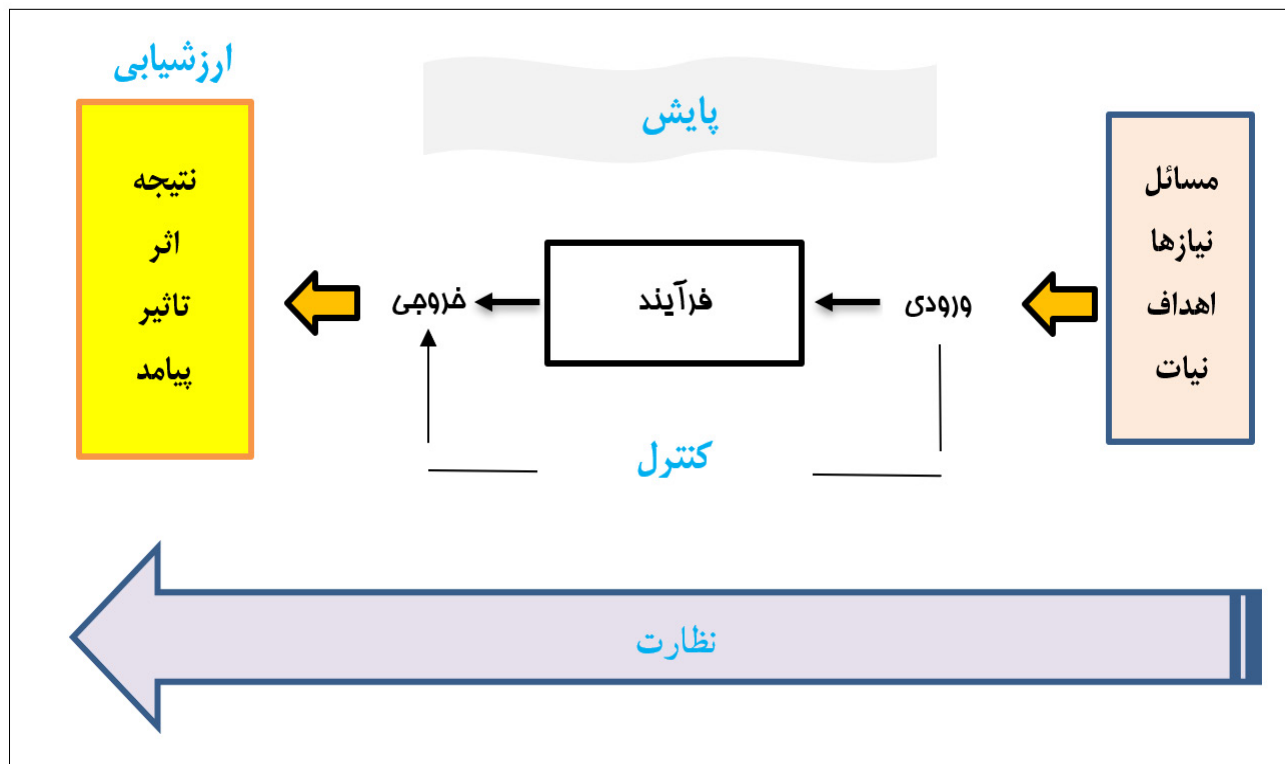 ارزشیابی
پایش
مسائل
نیازها
اهداف
نیات
ورودی
فرآیند
خروجی
نتیجه
اثر
تاثیر
پیامد
کنترل
نظارت